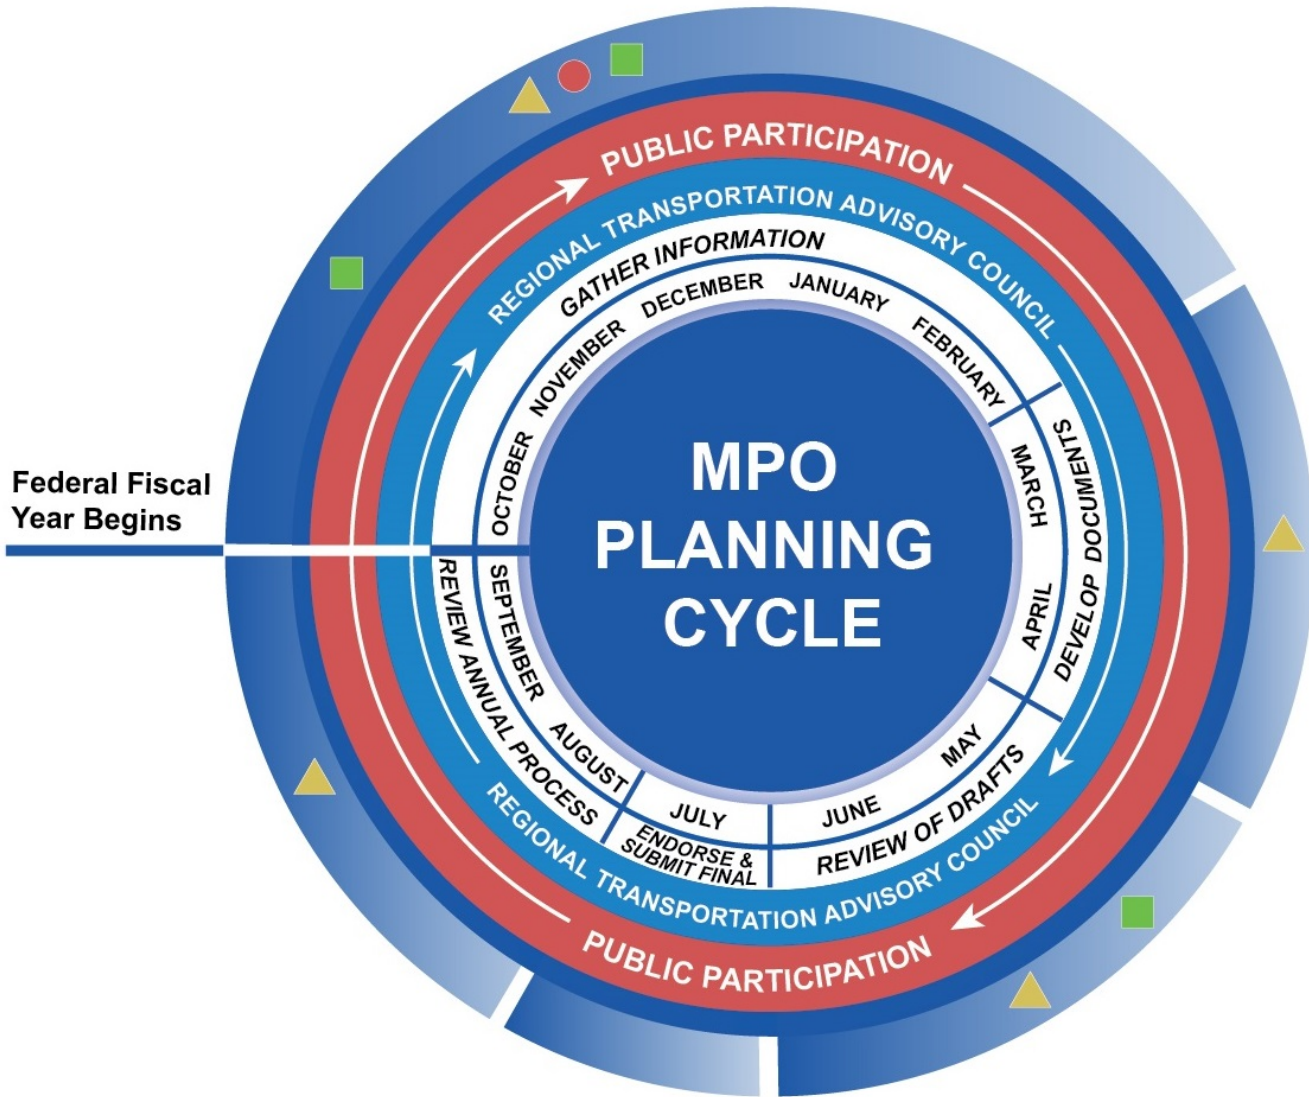 Federal Fiscal
Year Begins
PUBLIC PARTICIPATION
REGIONAL TRANSPORTATION ADVISORY COUNCIL
GATHER INFORMATION
OCTOBER
NOVEMBER
DECEMBER
JANUARY
FEBRUARY
DEVELOP DOCUMENTS
MARCH
APRIL
REVIEW OF DRAFTS
MAY
JUNE
ENDORSE &
SUBMIT FINAL
JULY
REVIEW ANNUAL PROCESS
AUGUST
SEPTEMBER
REGIONAL TRANSPORTATION ADVISORY COUNCIL
PUBLIC PARTICIPATION
MPO
PLANNING
CYCLE